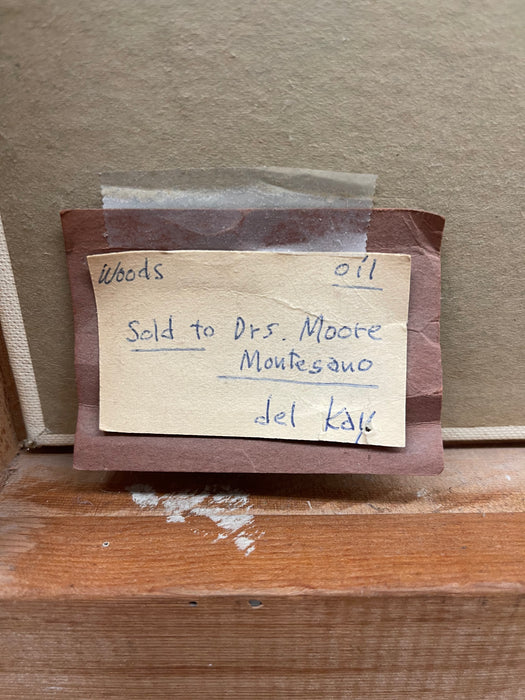 Woods oil
Sold to Drs. Moore
Montesano
del Kay